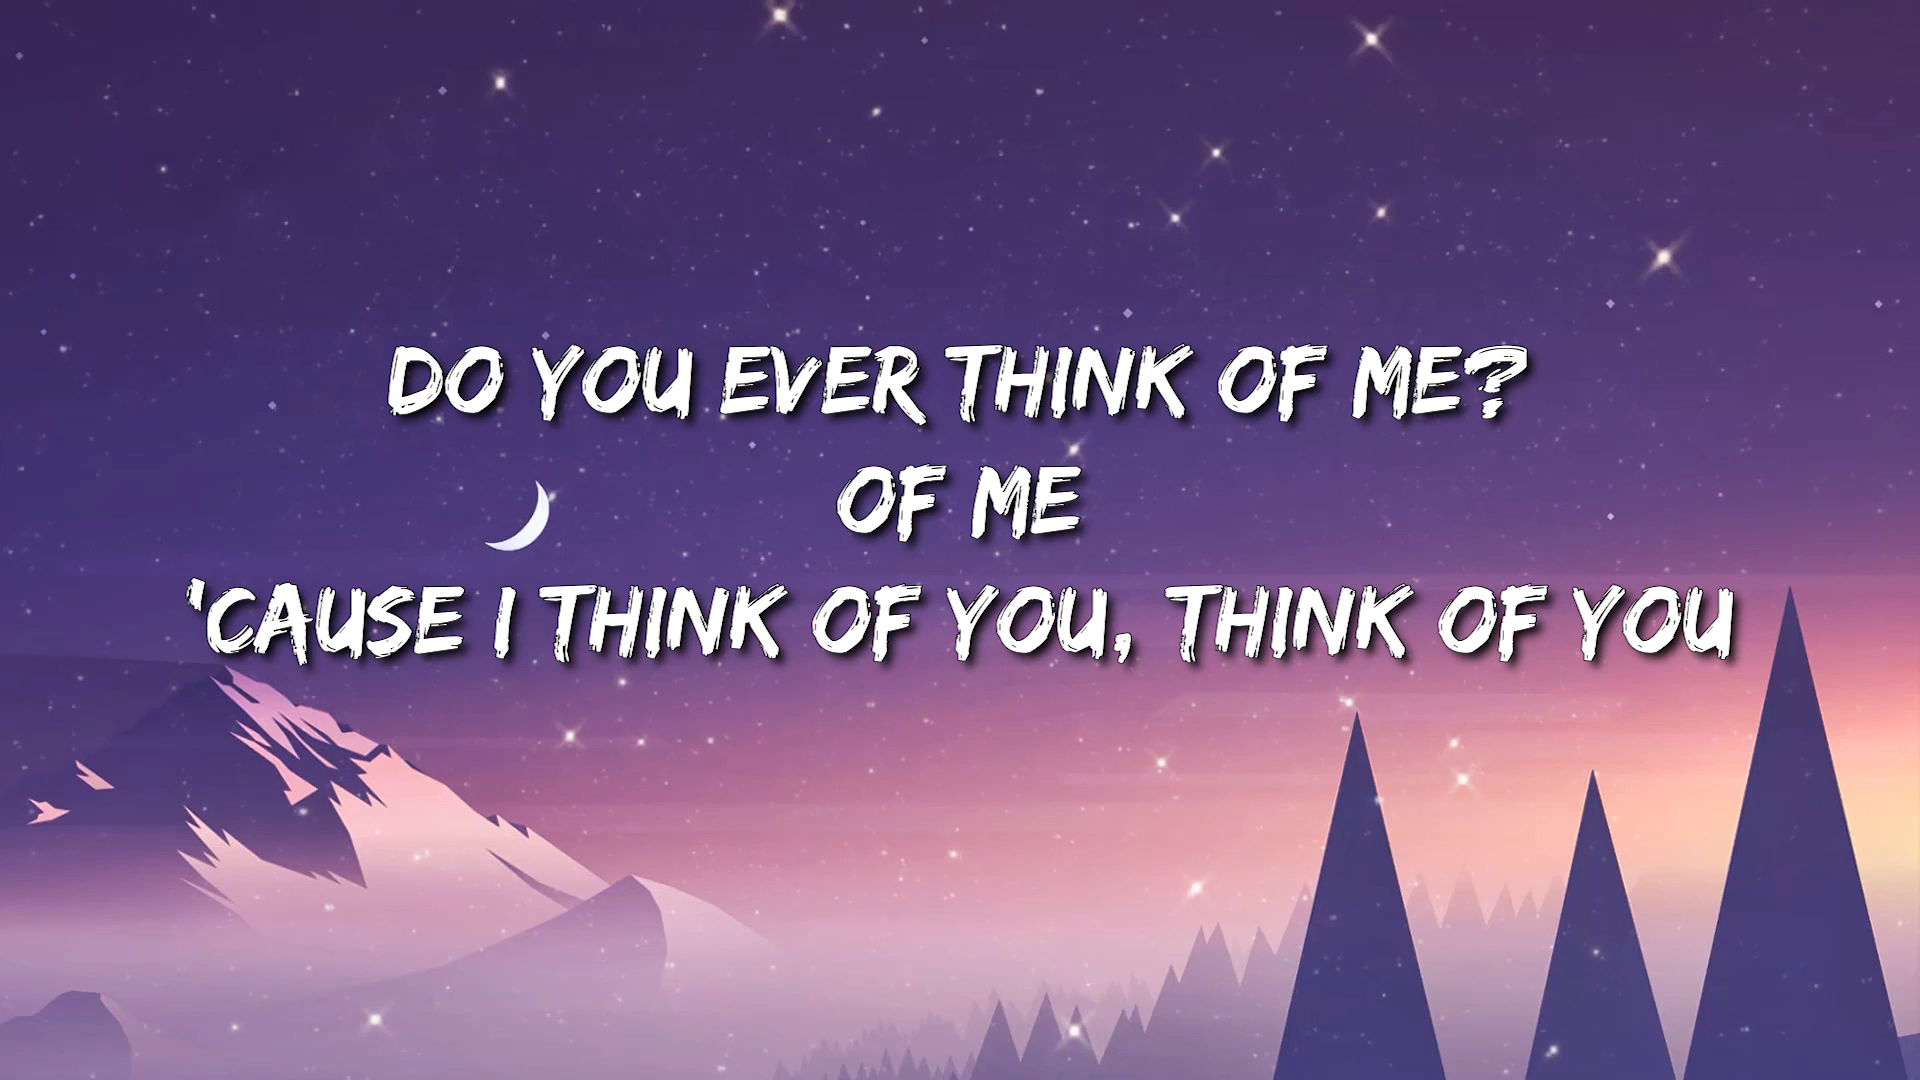 DO YOU EVER THINK OF ME?
OF ME
'CAUSE I THINK OF YOU, THINK OF YOU